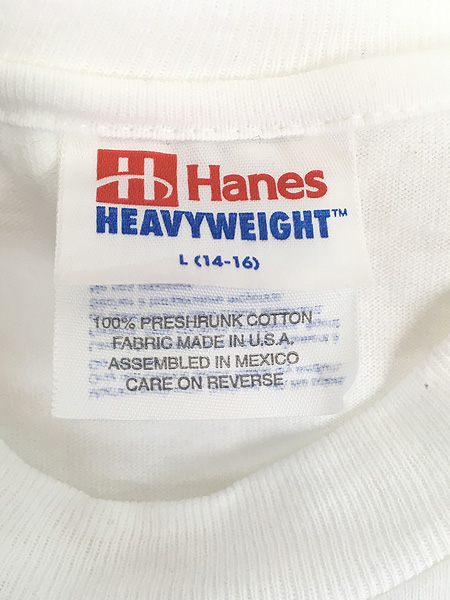 H Hanes
HEAVYWEIGHT™
L (14-16)
100% PRESHRUNK COTTON
FABRIC MADE IN U.S.A.
ASSEMBLED IN MEXICO
CARE ON REVERSE